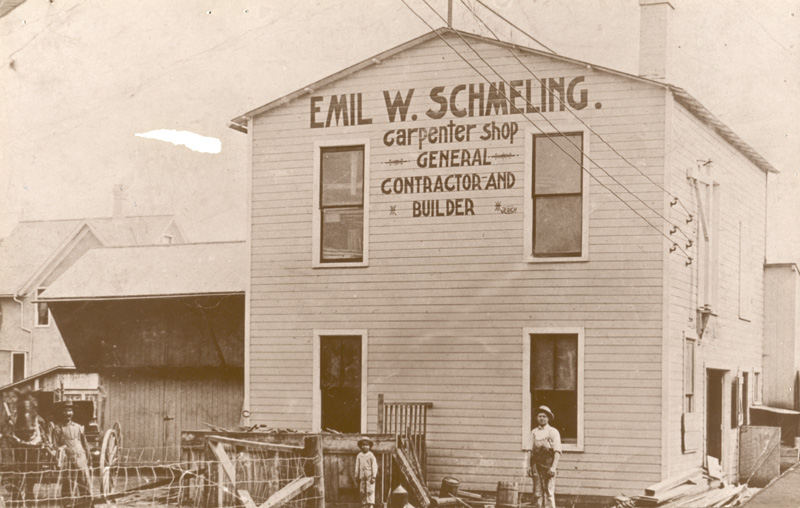 EMIL W. SCHMELING.
carpenter shop
GENERAL
CONTRACTOR AND
BUILDER